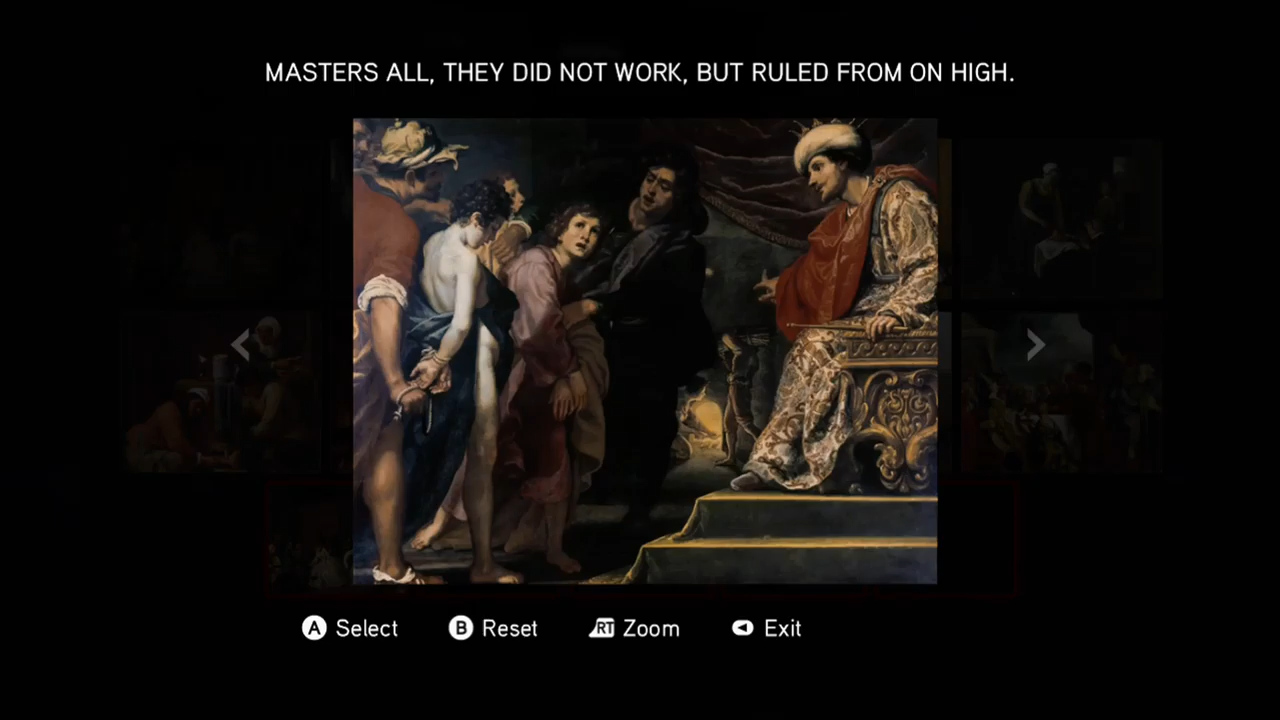 MASTERS ALL, THEY DID NOT WORK, BUT RULED FROM ON HIGH.
A Select B Reset RT Zoom Exit